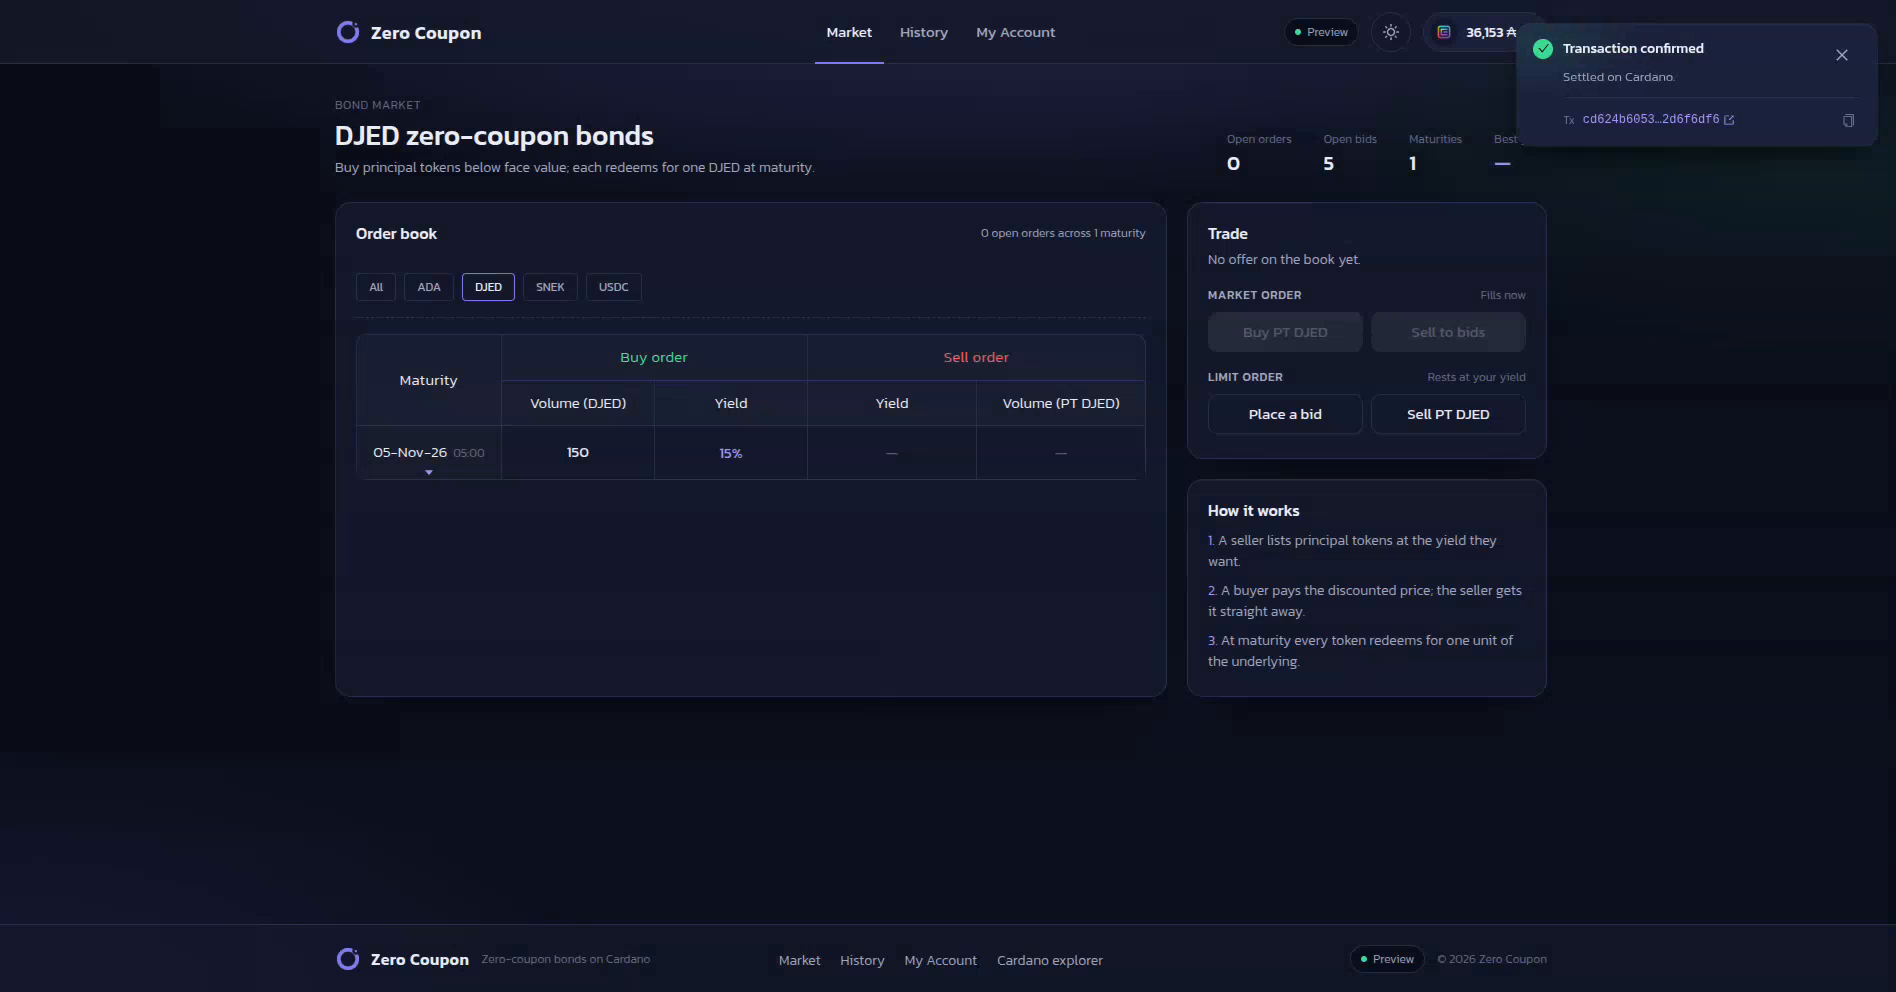 Zero Coupon
Market
History
My Account
Preview
36,153 ₳
Transaction confirmed
Settled on Cardano.
Tx cd624b6053…2d6f6df6
BOND MARKET
DJED zero-coupon bonds
Buy principal tokens below face value; each redeems for one DJED at maturity.
Open orders
0
Open bids
5
Maturities
1
Best
—
Order book
0 open orders across 1 maturity
All
ADA
DJED
SNEK
USDC
Maturity
Buy order
Sell order
Volume (DJED)
Yield
Yield
Volume (PT DJED)
05-Nov-26 05:00
150
15%
—
—
Trade
No offer on the book yet.
MARKET ORDER
Fills now
Buy PT DJED
Sell to bids
LIMIT ORDER
Rests at your yield
Place a bid
Sell PT DJED
How it works
1. A seller lists principal tokens at the yield they
want.
2. A buyer pays the discounted price; the seller gets
it straight away.
3. At maturity every token redeems for one unit of
the underlying.
Zero Coupon
Zero-coupon bonds on Cardano
Market
History
My Account
Cardano explorer
Preview
© 2026 Zero Coupon